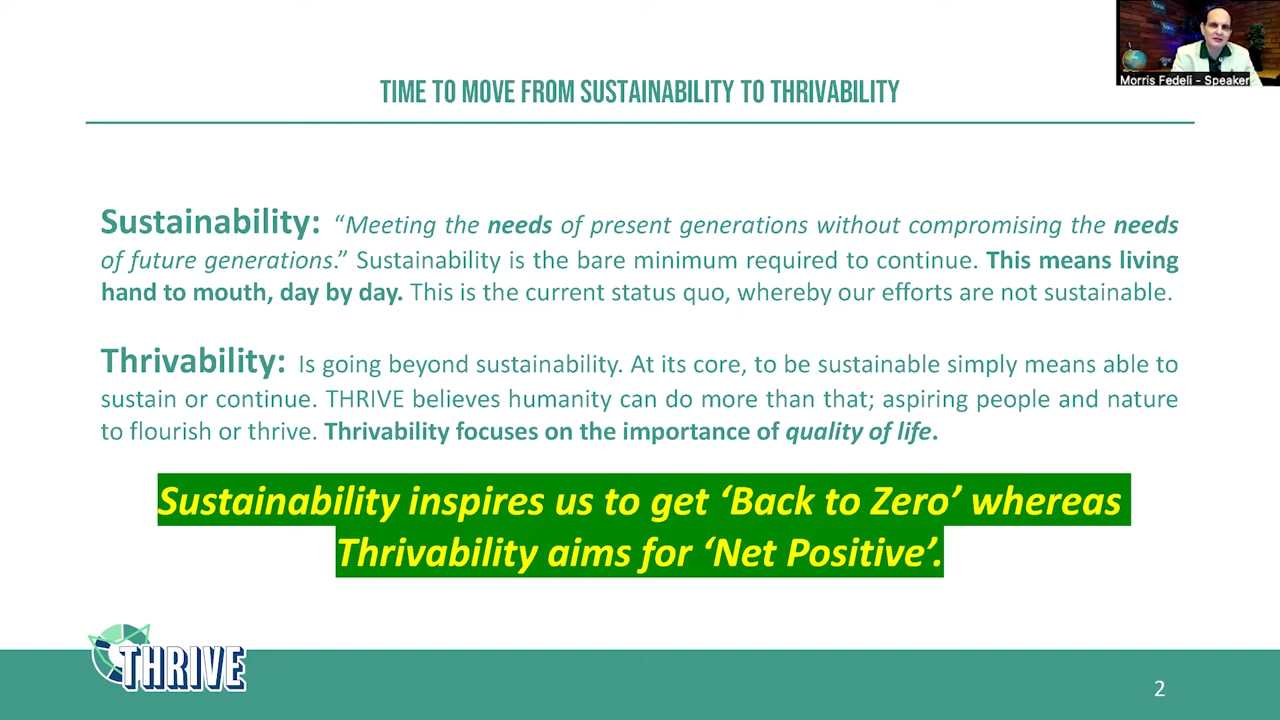 Morris Fedeli - Speaker
TIME TO MOVE FROM SUSTAINABILITY TO THRIVABILITY
Sustainability: “Meeting the needs of present generations without compromising the needs
of future generations.” Sustainability is the bare minimum required to continue. This means living
hand to mouth, day by day. This is the current status quo, whereby our efforts are not sustainable.
Thrivability: Is going beyond sustainability. At its core, to be sustainable simply means able to
sustain or continue. THRIVE believes humanity can do more than that; aspiring people and nature
to flourish or thrive. Thrivability focuses on the importance of quality of life.
Sustainability inspires us to get ‘Back to Zero’ whereas
Thrivability aims for ‘Net Positive’.
THRIVE
2